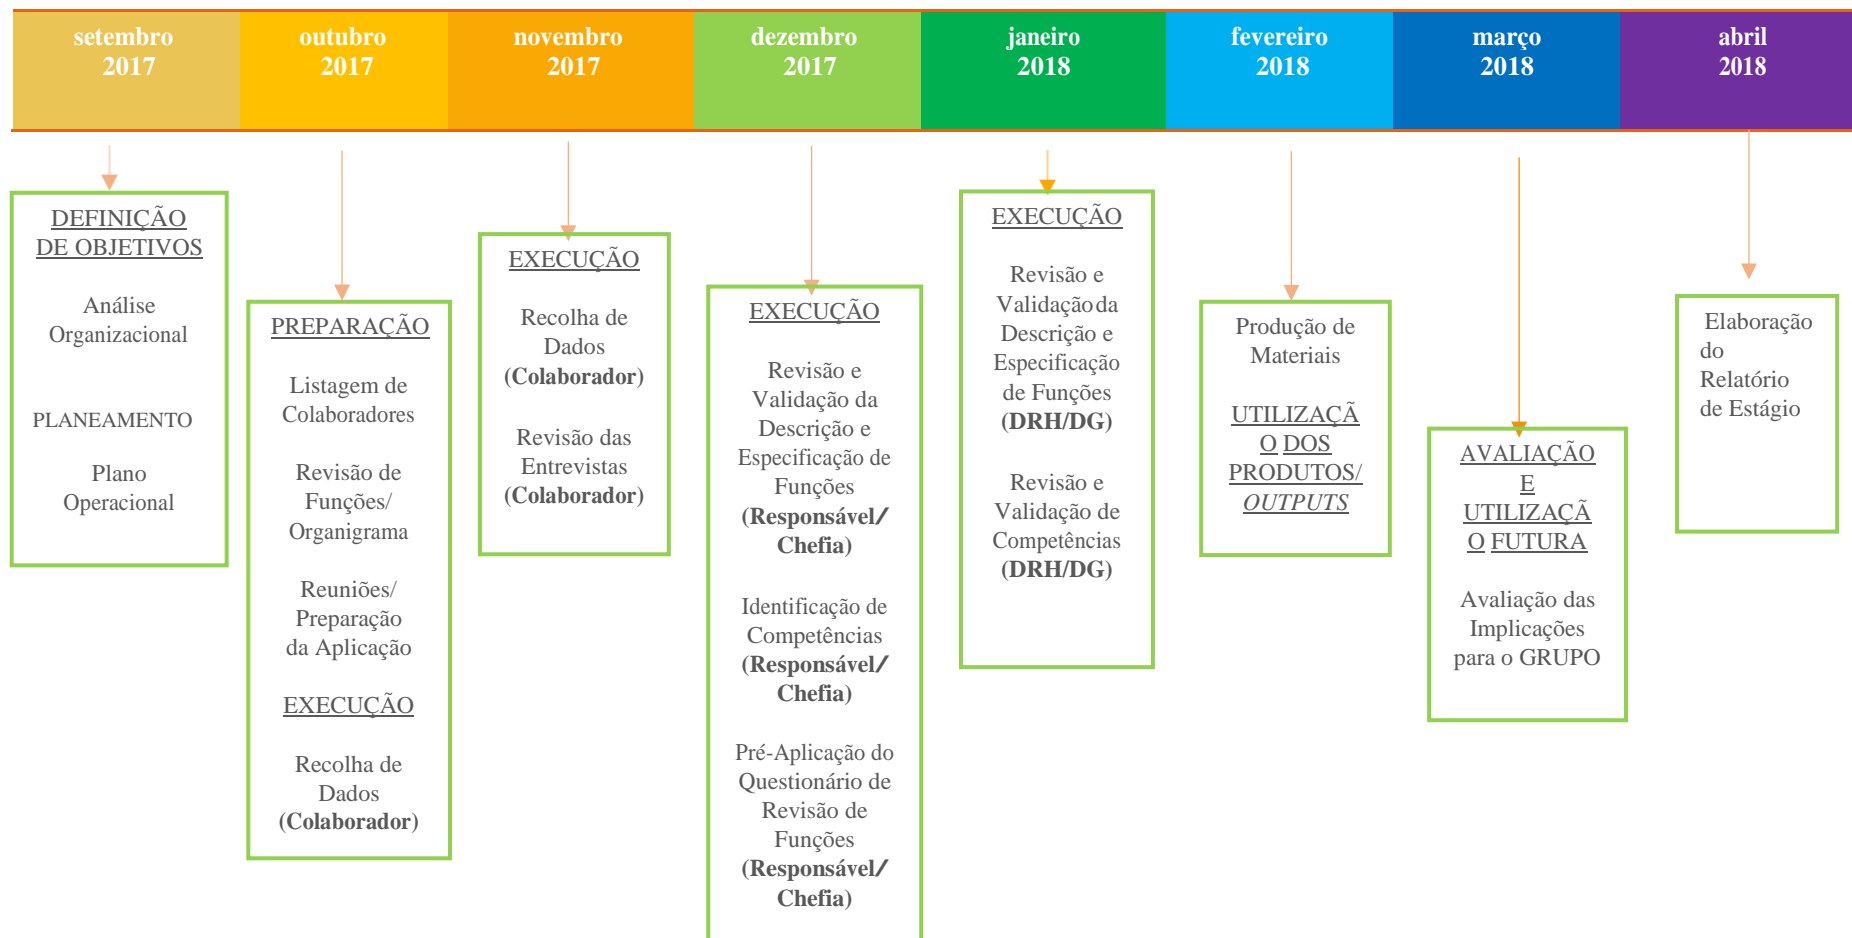 setembro
2017
outubro
2017
novembro
2017
dezembro
2017
janeiro
2018
fevereiro
2018
março
2018
abril
2018
DEFINIÇÃO
DE OBJETIVOS
Análise
Organizacional
PLANEAMENTO
Plano
Operacional
PREPARAÇÃO
Listagem de
Colaboradores
Revisão de
Funções/
Organigrama
Reuniões/
Preparação
da Aplicação
EXECUÇÃO
Recolha de
Dados
(Colaborador)
EXECUÇÃO
Recolha de
Dados
(Colaborador)
Revisão das
Entrevistas
(Colaborador)
EXECUÇÃO
Revisão e
Validação da
Descrição e
Especificação de
Funções
(Responsável/
Chefia)
Identificação de
Competências
(Responsável/
Chefia)
Pré-Aplicação do
Questionário de
Revisão de
Funções
(Responsável/
Chefia)
EXECUÇÃO
Revisão e
Validação da
Descrição e
Especificação
de Funções
(DRH/DG)
Revisão e
Validação de
Competências
(DRH/DG)
Produção de
Materiais
UTILIZAÇÃ
O DOS
PRODUTOS/
OUTPUTS
AVALIAÇÃO
E
UTILIZAÇÃ
O FUTURA
Avaliação das
Implicações
para o GRUPO
Elaboração
do
Relatório
de Estágio